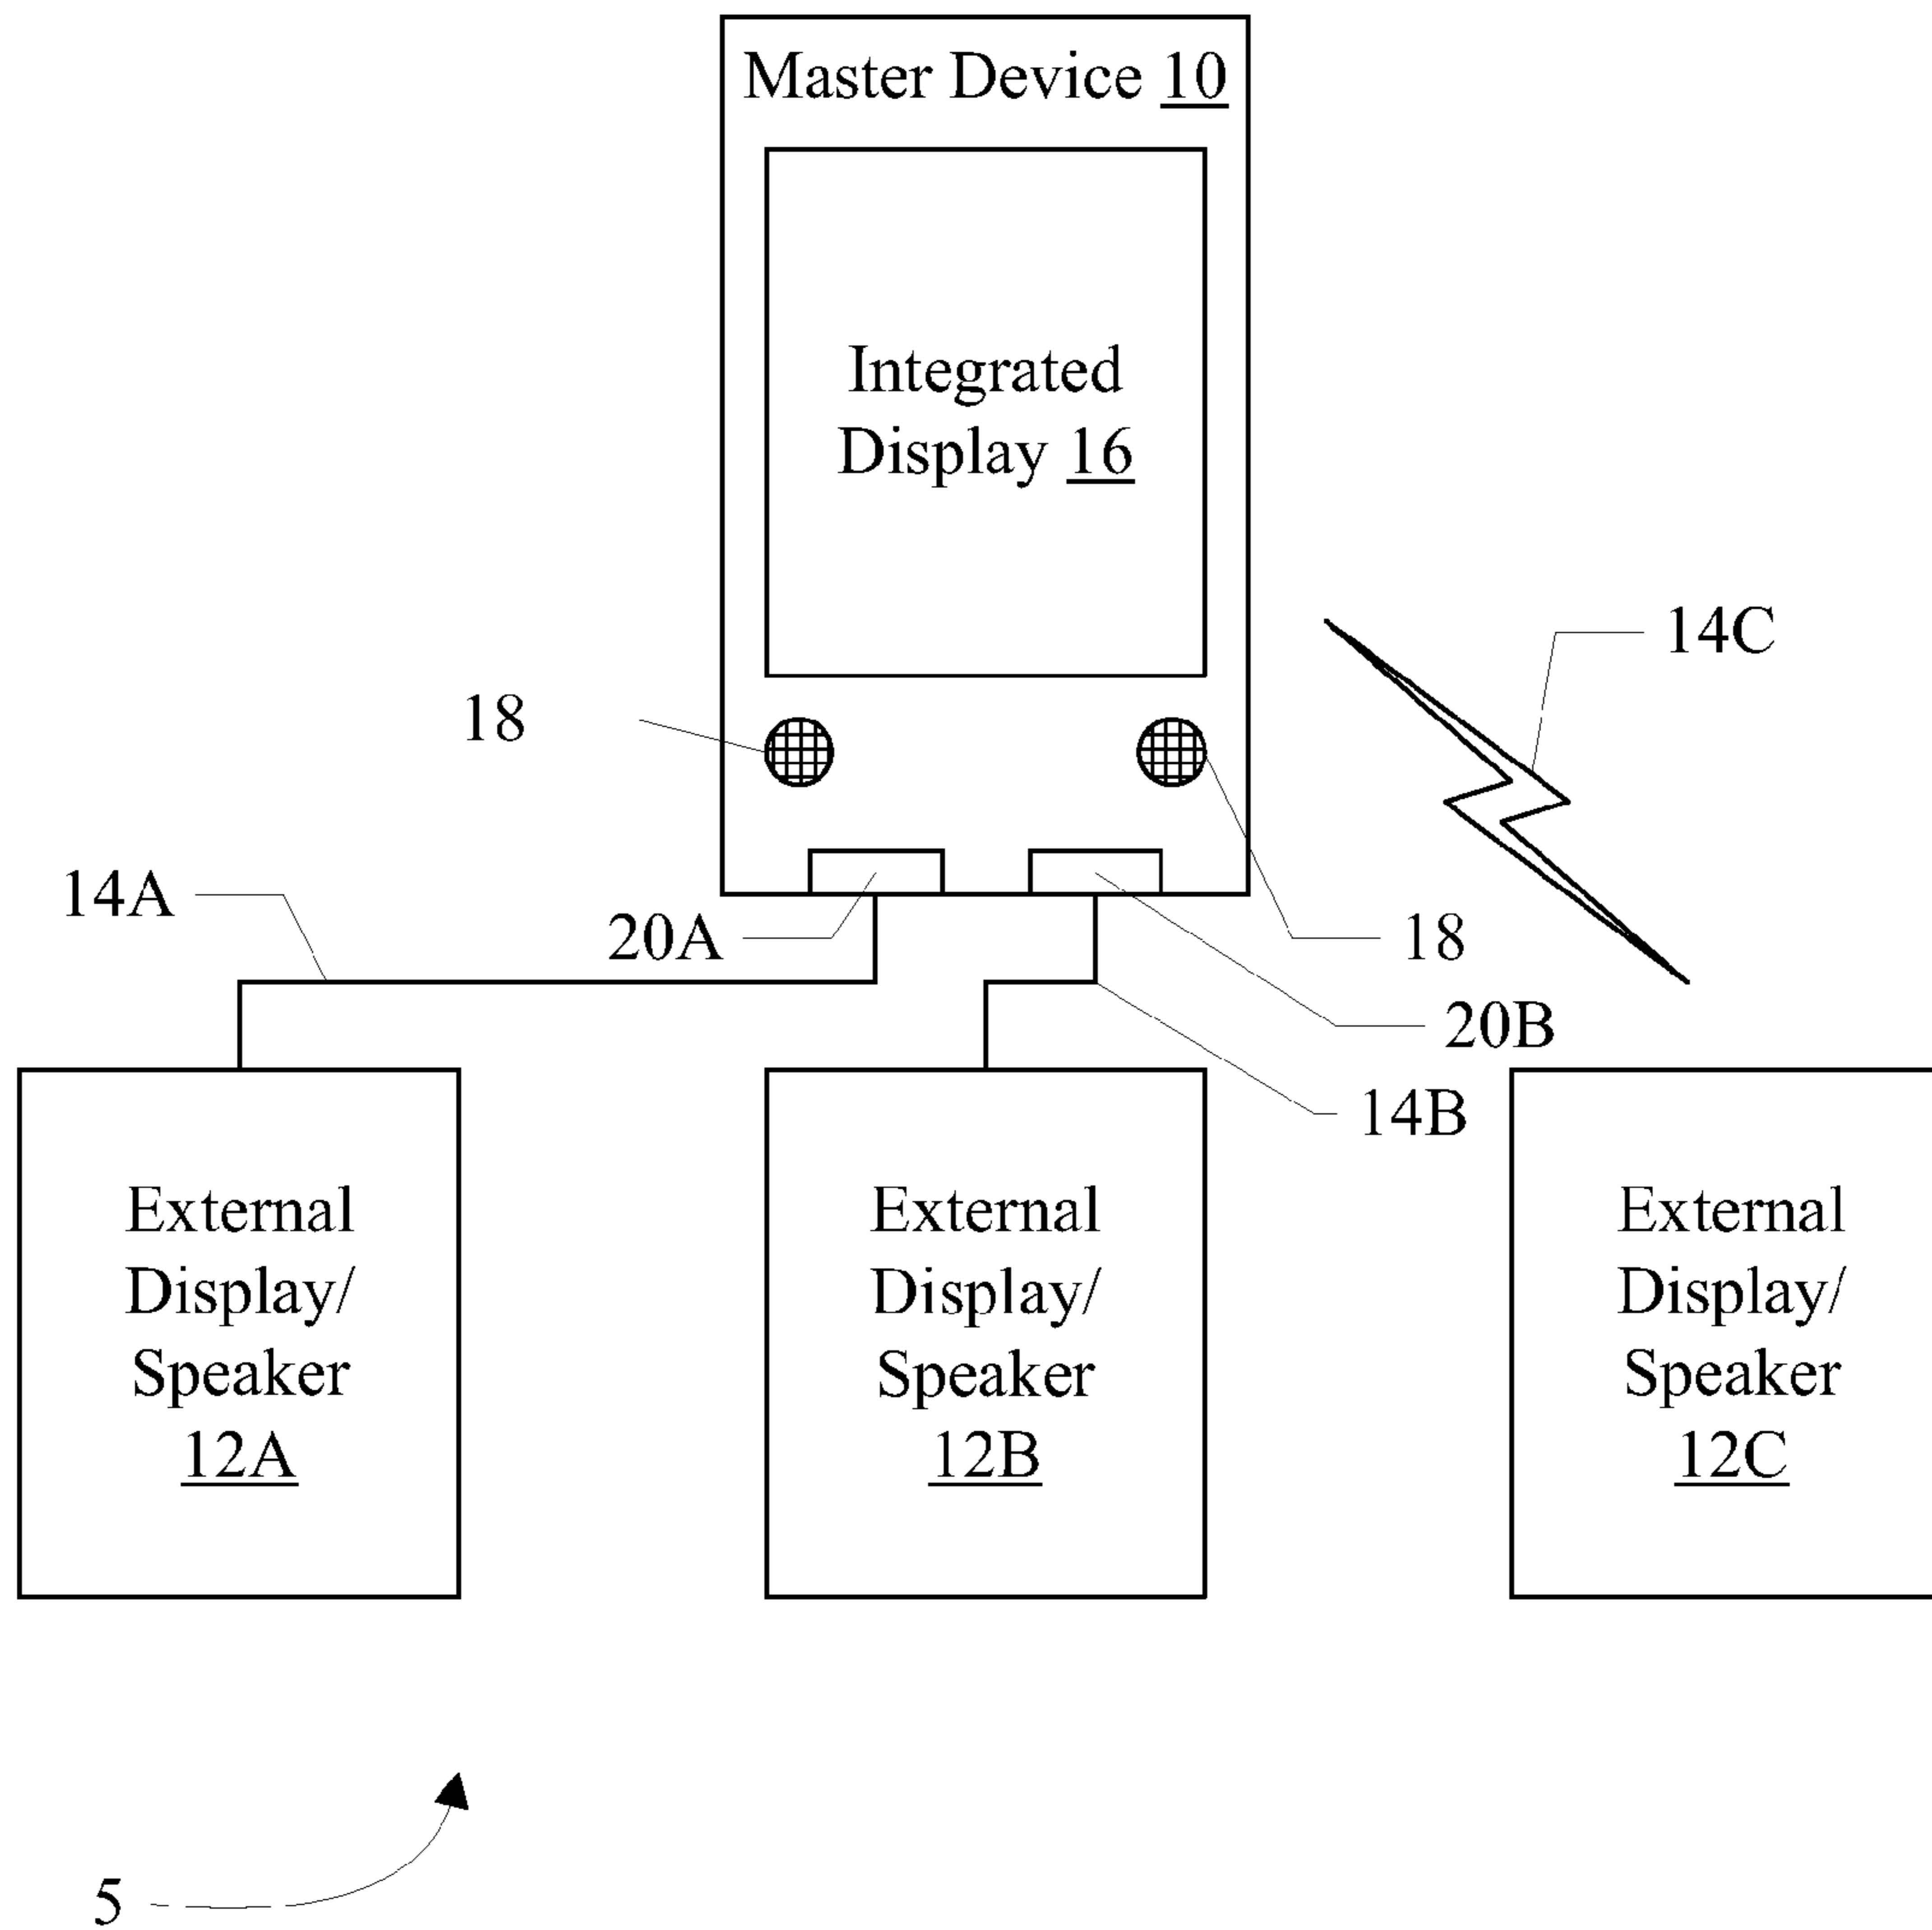 Master Device 10
Integrated
Display 16
14C
18
14A
20A
18
20B
14B
External
Display/
Speaker
12A
External
Display/
Speaker
12B
External
Display/
Speaker
12C
5